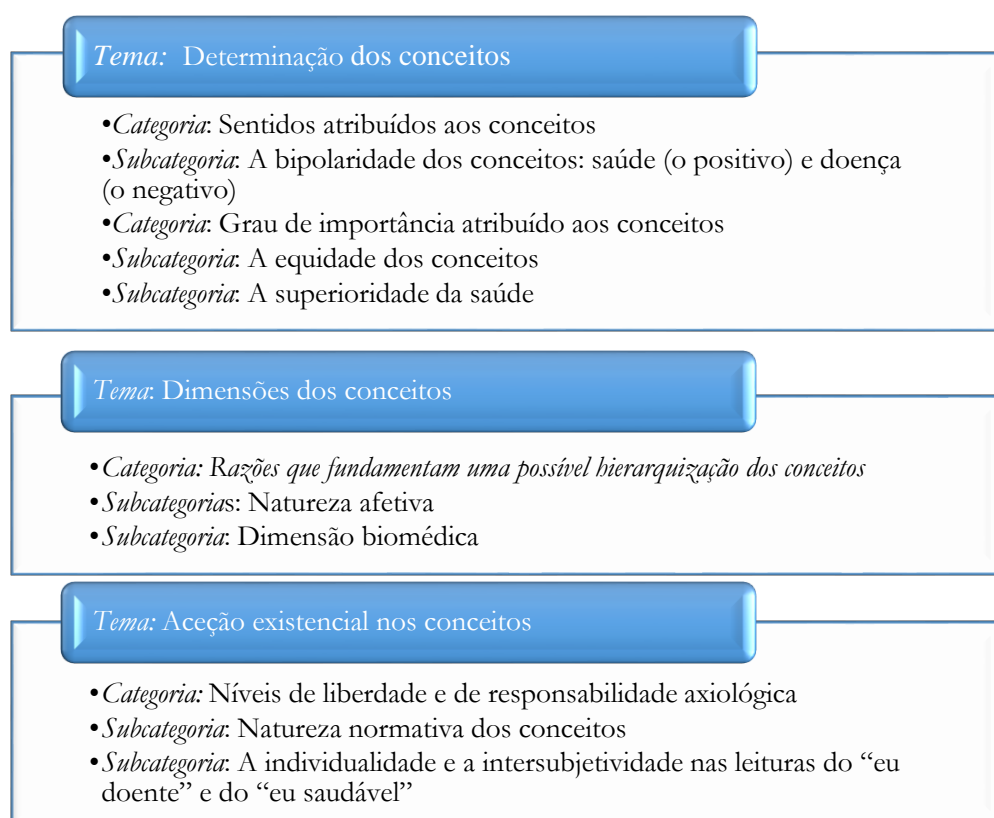 Tema: Determinação dos conceitos
•Categoria: Sentidos atribuídos aos conceitos
•Subcategoria: A bipolaridade dos conceitos: saúde (o positivo) e doença
(o negativo)
•Categoria: Grau de importância atribuído aos conceitos
•Subcategoria: A equidade dos conceitos
•Subcategoria: A superioridade da saúde
Tema: Dimensões dos conceitos
•Categoria: Razões que fundamentam uma possível hierarquização dos conceitos
•Subcategorias: Natureza afetiva
•Subcategoria: Dimensão biomédica
Tema: Aceção existencial nos conceitos
•Categoria: Níveis de liberdade e de responsabilidade axiológica
•Subcategoria: Natureza normativa dos conceitos
•Subcategoria: A individualidade e a intersubjetividade nas leituras do “eu
doente” e do “eu saudável”